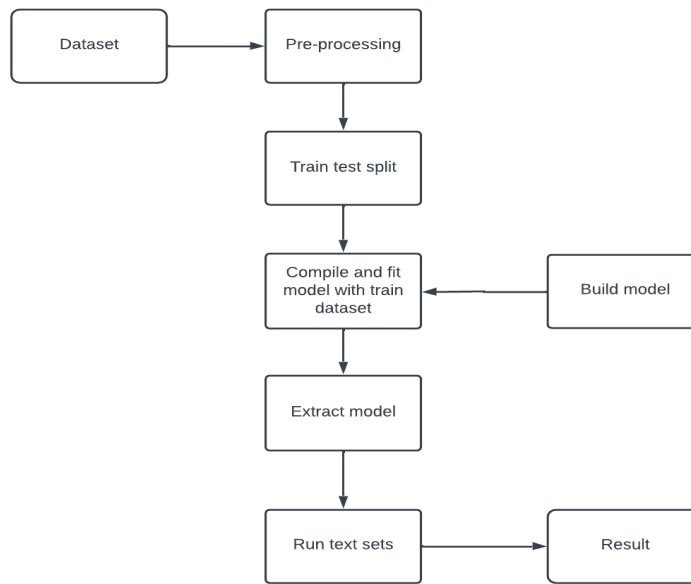 Dataset
Pre-processing
Train test split
Compile and fit
model with train
dataset
Build model
Extract model
Run text sets
Result